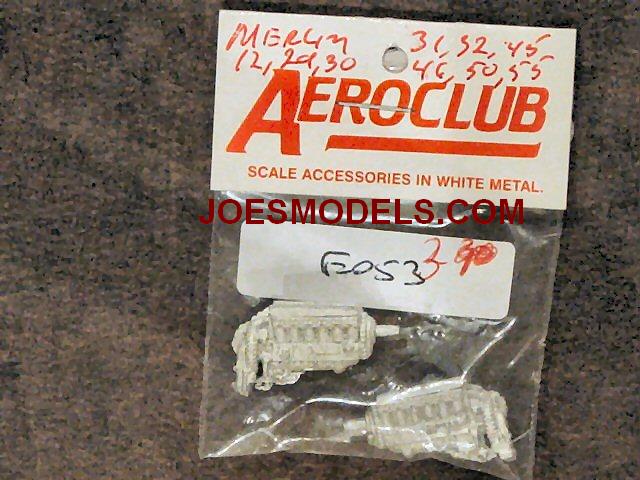 MERLIN 31, 32, 45
12, 20, 30 46, 50, 55
AEROCLUB
SCALE ACCESSORIES IN WHITE METAL.
JOESMODELS.COM
E053